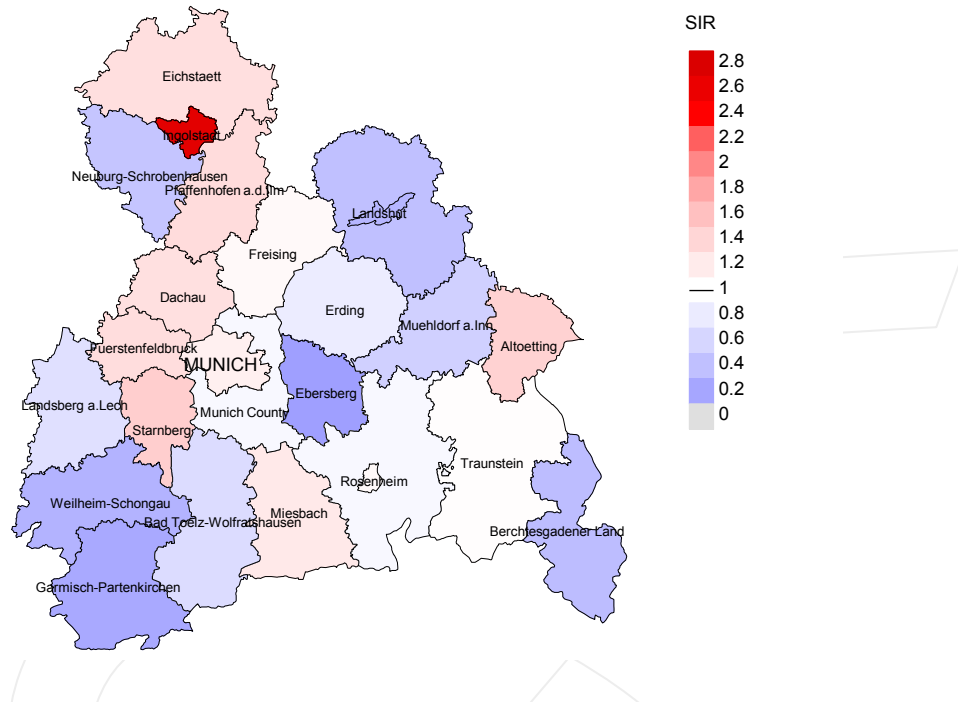 SIR
2.8
2.6
2.4
2.2
2
1.8
1.6
1.4
1.2
1
0.8
0.6
0.4
0.2
0
Eichstaett
Ingolstadt
Neuburg-Schrobenhausen
Pfaffenhofen a.d.Ilm
Landshut
Freising
Dachau
Erding
Muehldorf a.Inn
Altoetting
Fuerstenfeldbruck
MUNICH
Ebersberg
Landsberg a.Lech
Munich County
Starnberg
Traunstein
Rosenheim
Weilheim-Schongau
Miesbach
Bad Toelz-Wolfratshausen
Berchtesgadener Land
Garmisch-Partenkirchen